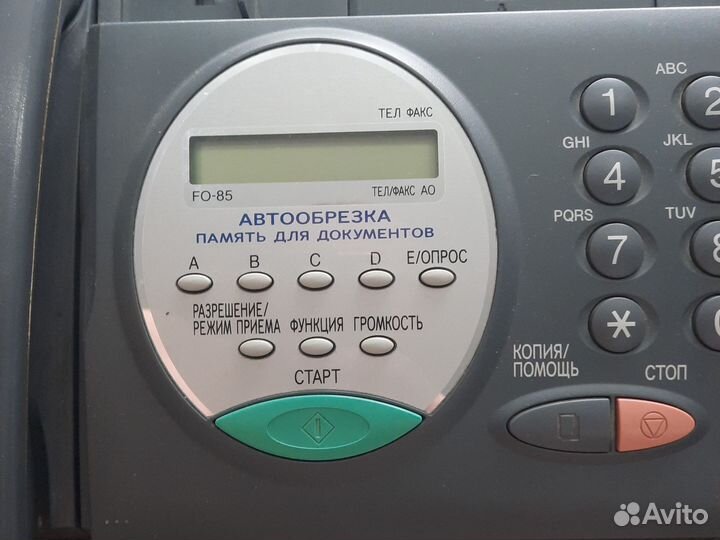 ТЕЛ ФАКС
FO-85
ТЕЛ/ФАКС АО
АВТООБРЕЗКА
ПАМЯТЬ ДЛЯ ДОКУМЕНТОВ
A B C D Е/ОПРОС
РАЗРЕШЕНИЕ/
РЕЖИМ ПРИЕМА ФУНКЦИЯ ГРОМКОСТЬ
СТАРТ
ABC
1 2
GHI JKL
4 5
PQRS TUV
7 8
* 0
КОПИЯ/
ПОМОЩЬ
СТОП
Avito